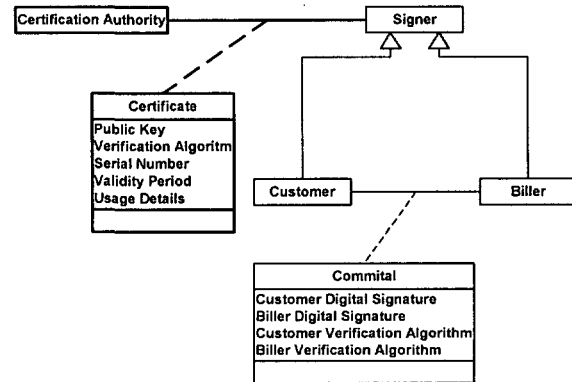 Certification Authority
Signer
Certificate
Public Key
Verification Algoritm
Serial Number
Validity Period
Usage Details
Customer
Biller
Commital
Customer Digital Signature
Biller Digital Signature
Customer Verification Algorithm
Biller Verification Algorithm